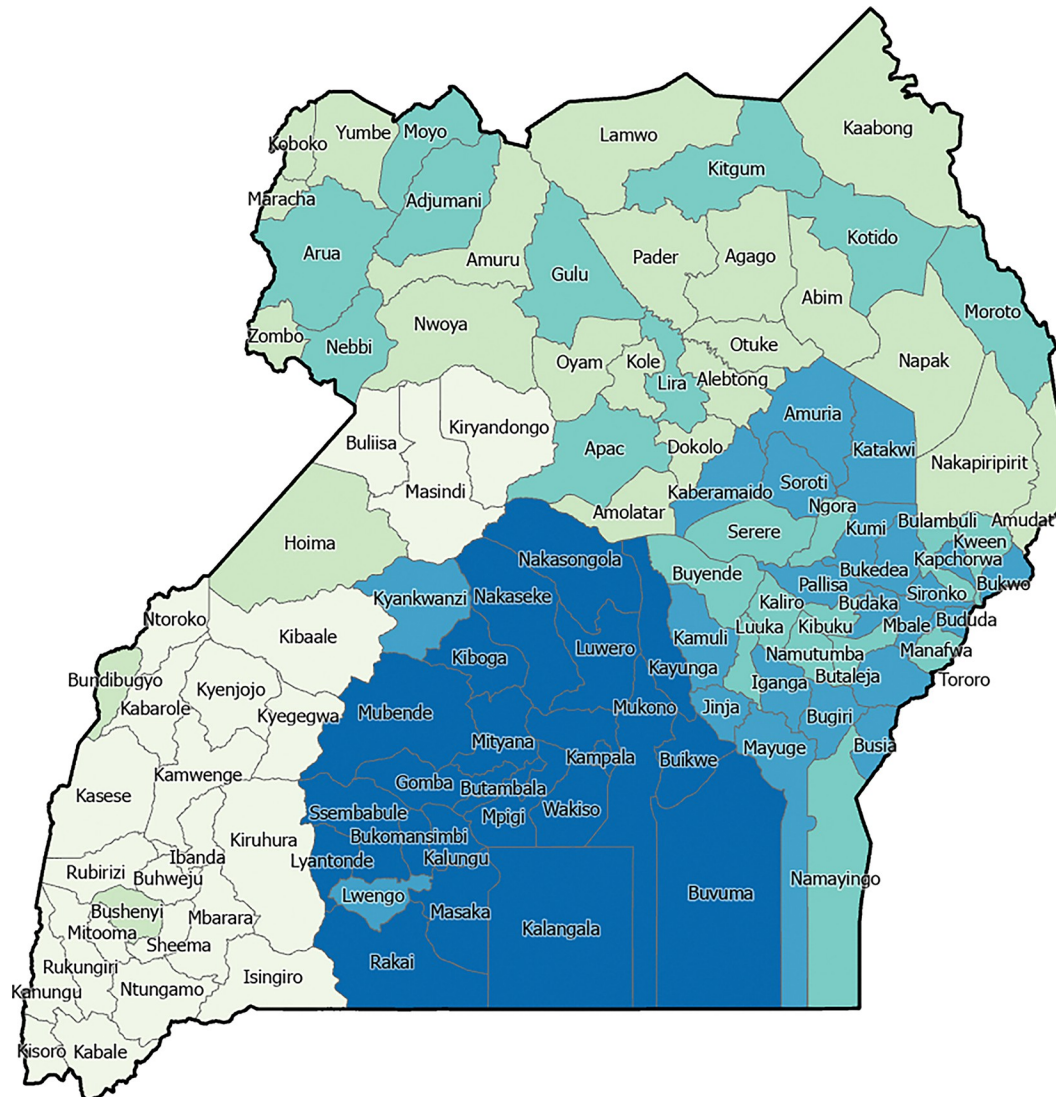 Kaabong
Lamwo
Yumbe
Moyo
Koboko
Kitgum
Maracha
Adjumani
Kotido
Arua
Amuru
Gulu
Pader
Agago
Abim
Moroto
Zombo
Nebbi
Nwoya
Otuke
Oyam
Kole
Napak
Lira
Alebtong
Amuria
Buliisa
Kiryandongo
Apac
Dokolo
Katakwi
Nakapiripirit
Masindi
Kaberamaido
Soroti
Ngora
Amolatar
Serere
Kumi
Bulambuli
Amudat
Hoima
Kween
Nakasongola
Kapchorwa
Buyende
Bukedea
Bukwo
Kyankwanzi
Nakaseke
Pallisa
Sironko
Kaliro
Budaka
Ntoroko
Kibaale
Luuka
Kibuku
Mbale
Bududa
Kamuli
Luwero
Kiboga
Namutumba
Manafwa
Bundibugyo
Kayunga
Iganga
Butaleja
Tororo
Kyenjojo
Kabarole
Kyegegwa
Mubende
Mukono
Jinja
Bugiri
Mityana
Mayuge
Busia
Kamwenge
Kampala
Buikwe
Kasese
Gomba
Butambala
Ssembabule
Wakiso
Mpigi
Kiruhura
Bukomansimbi
Ibanda
Lyantonde
Kalungu
Rubirizi
Buhweju
Namayingo
Lwengo
Buvuma
Bushenyi
Mbarara
Masaka
Mitooma
Kalangala
Sheema
Rukungiri
Rakai
Isingiro
Kanungu
Ntungamo
Kisoro
Kabale